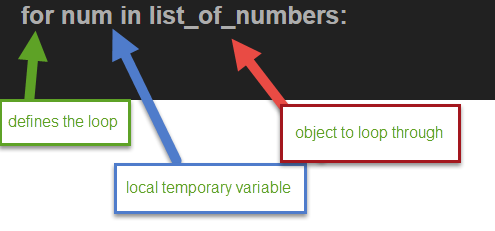 for num in list_of_numbers:
defines the loop
object to loop through
local temporary variable